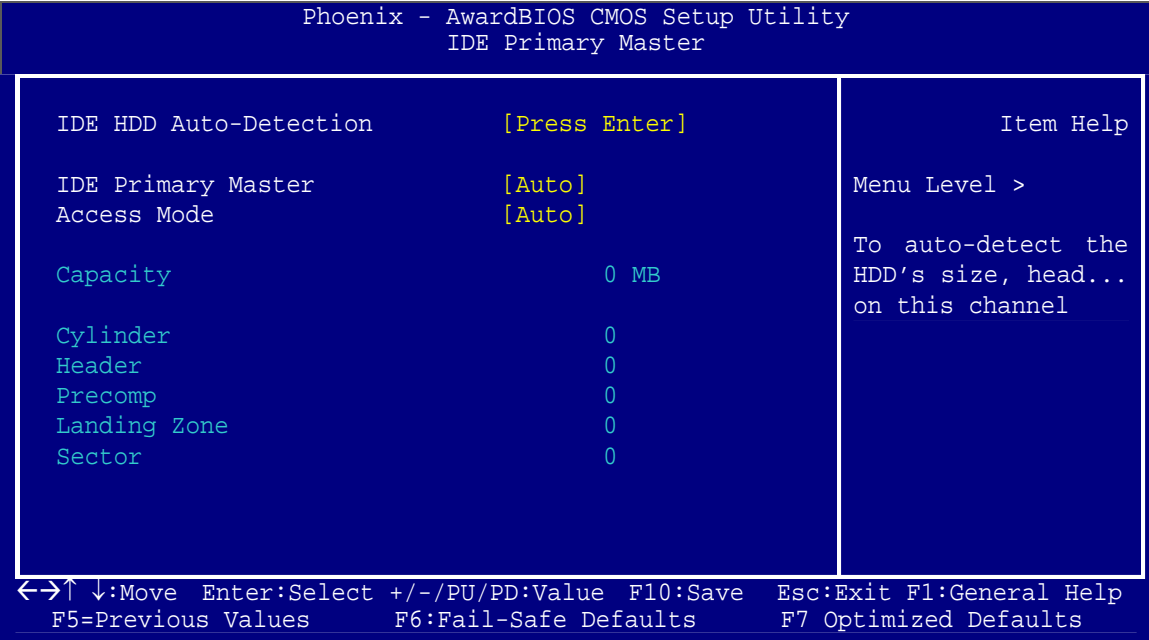 Phoenix - AwardBIOS CMOS Setup Utility
IDE Primary Master
IDE HDD Auto-Detection [Press Enter]
IDE Primary Master [Auto]
Access Mode [Auto]
Capacity 0 MB
Cylinder 0
Header 0
Precomp 0
Landing Zone 0
Sector 0
Item Help
Menu Level >
To auto-detect the
HDD's size, head...
on this channel
←→↑ ↓:Move Enter:Select +/-/PU/PD:Value F10:Save Esc:Exit F1:General Help
F5=Previous Values F6:Fail-Safe Defaults F7 Optimized Defaults